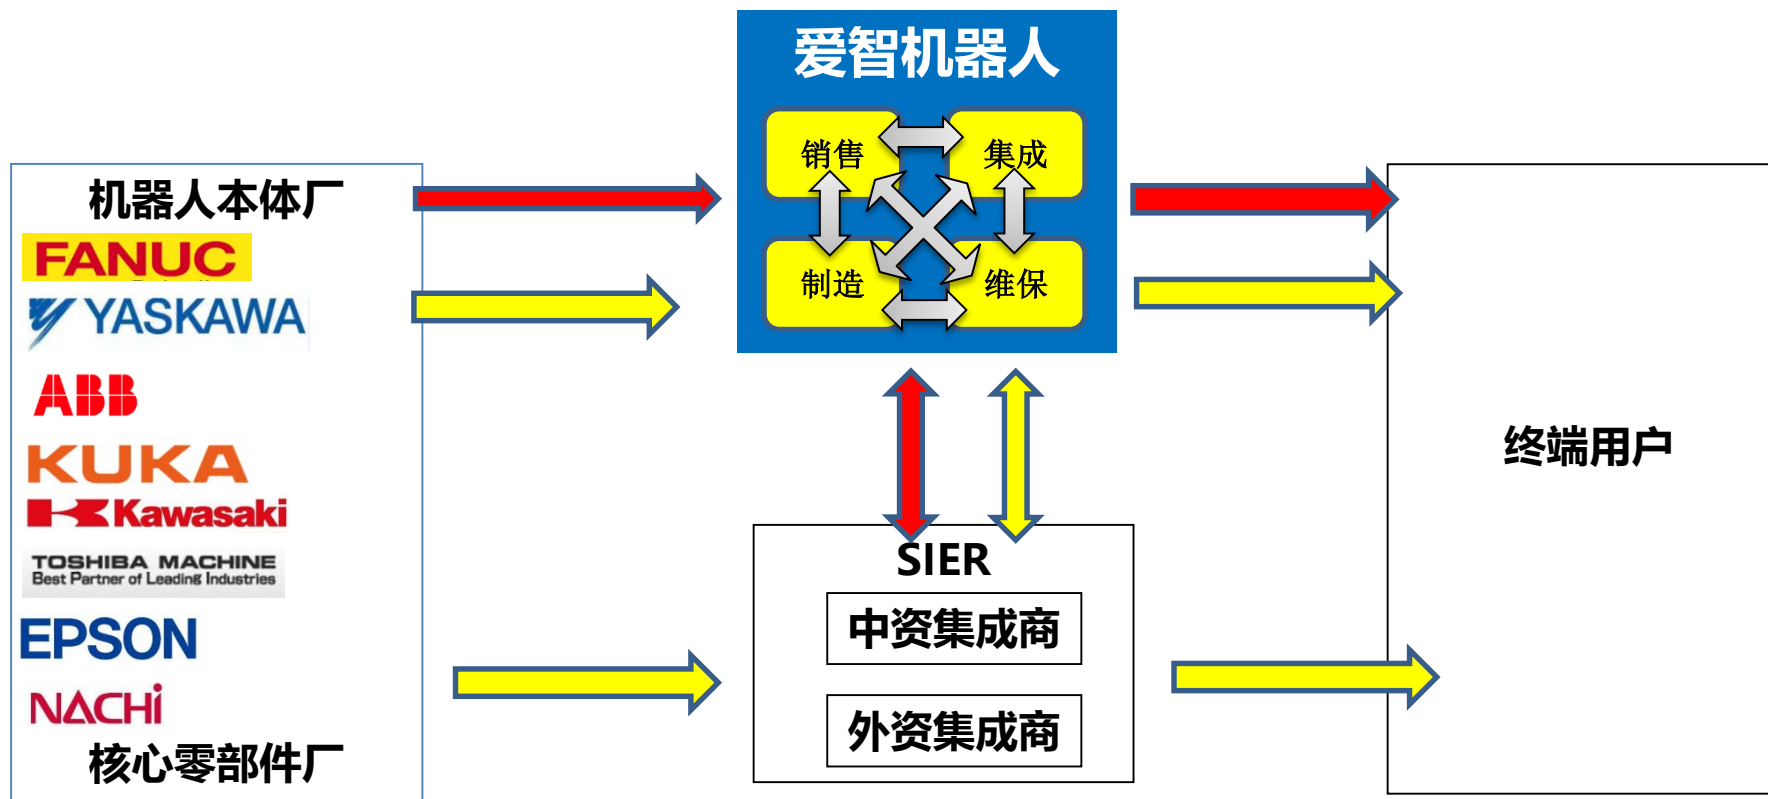 爱智机器人
销售
集成
制造
维保
机器人本体厂
FANUC
YASKAWA
ABB
KUKA
Kawasaki
TOSHIBA MACHINE
Best Partner of Leading Industries
EPSON
NACHi
核心零部件厂
SIER
中资集成商
外资集成商
终端用户